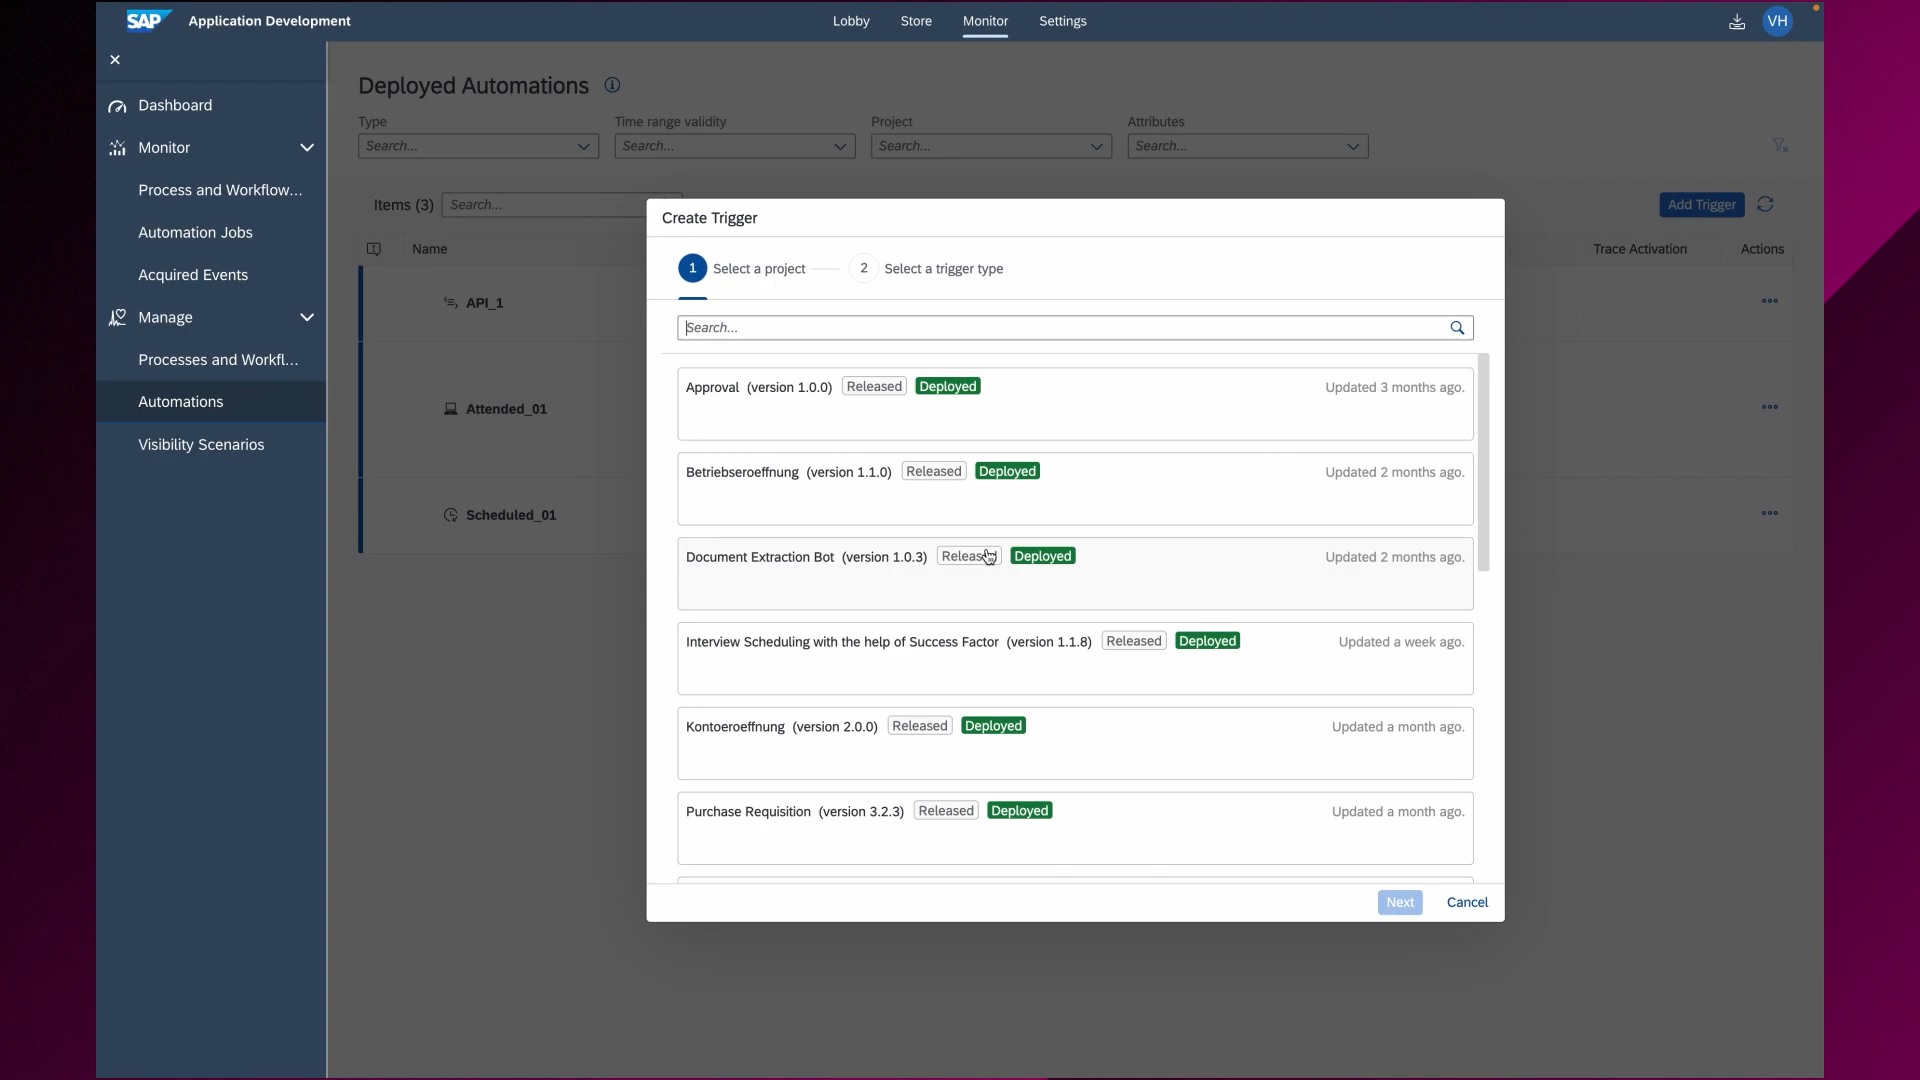 SAP Application Development Lobby Store Monitor Settings VH
Dashboard
Monitor
Process and Workflow...
Automation Jobs
Acquired Events
Manage
Processes and Workfl...
Automations
Visibility Scenarios
Deployed Automations
Type Time range validity Project Attributes
Search... Search... Search... Search...
Items (3) Search... Add Trigger
Name Trace Activation Actions
API_1
Attended_01
Scheduled_01
Create Trigger
1 Select a project 2 Select a trigger type
Search...
Approval (version 1.0.0) Released Deployed Updated 3 months ago.
Betriebseroeffnung (version 1.1.0) Released Deployed Updated 2 months ago.
Document Extraction Bot (version 1.0.3) Released Deployed Updated 2 months ago.
Interview Scheduling with the help of Success Factor (version 1.1.8) Released Deployed Updated a week ago.
Kontoeroeffnung (version 2.0.0) Released Deployed Updated a month ago.
Purchase Requisition (version 3.2.3) Released Deployed Updated a month ago.
Next Cancel